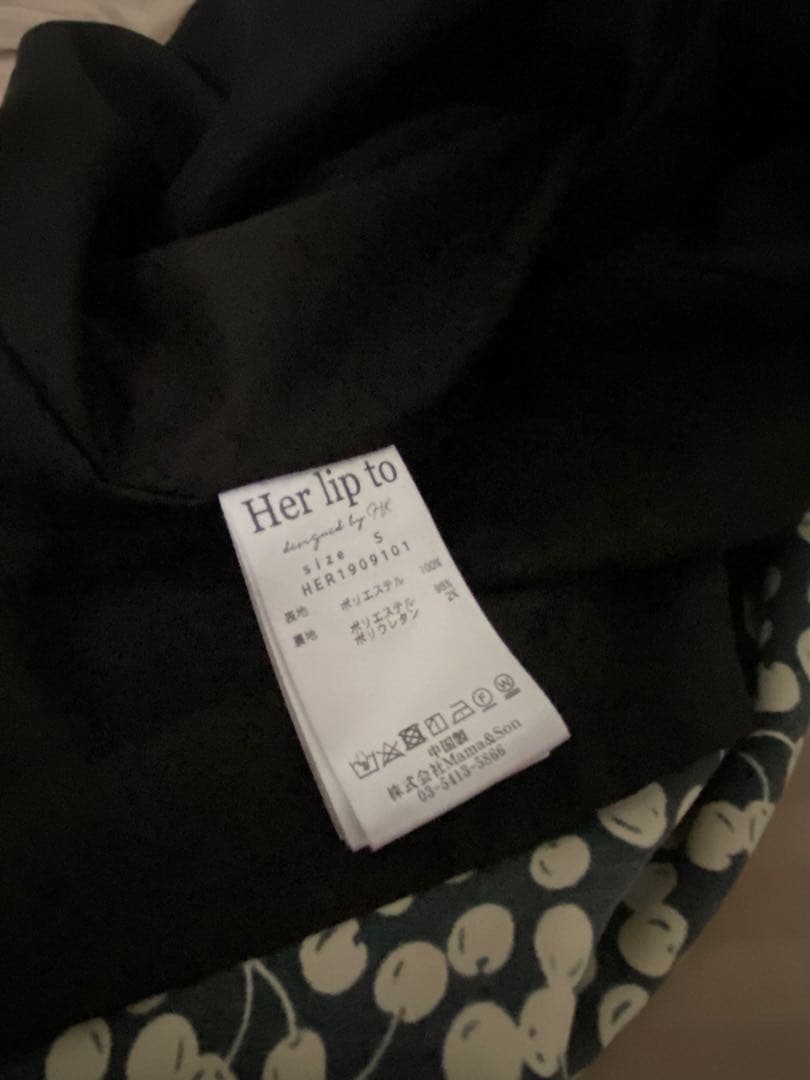 Her lip to
designed by HK
size S
HER1909101
表地 ポリエステル 100%
裏地 ポリエステル 98%
ポリウレタン 2%
中国製
株式会社Mama&Son
03-5413-5866